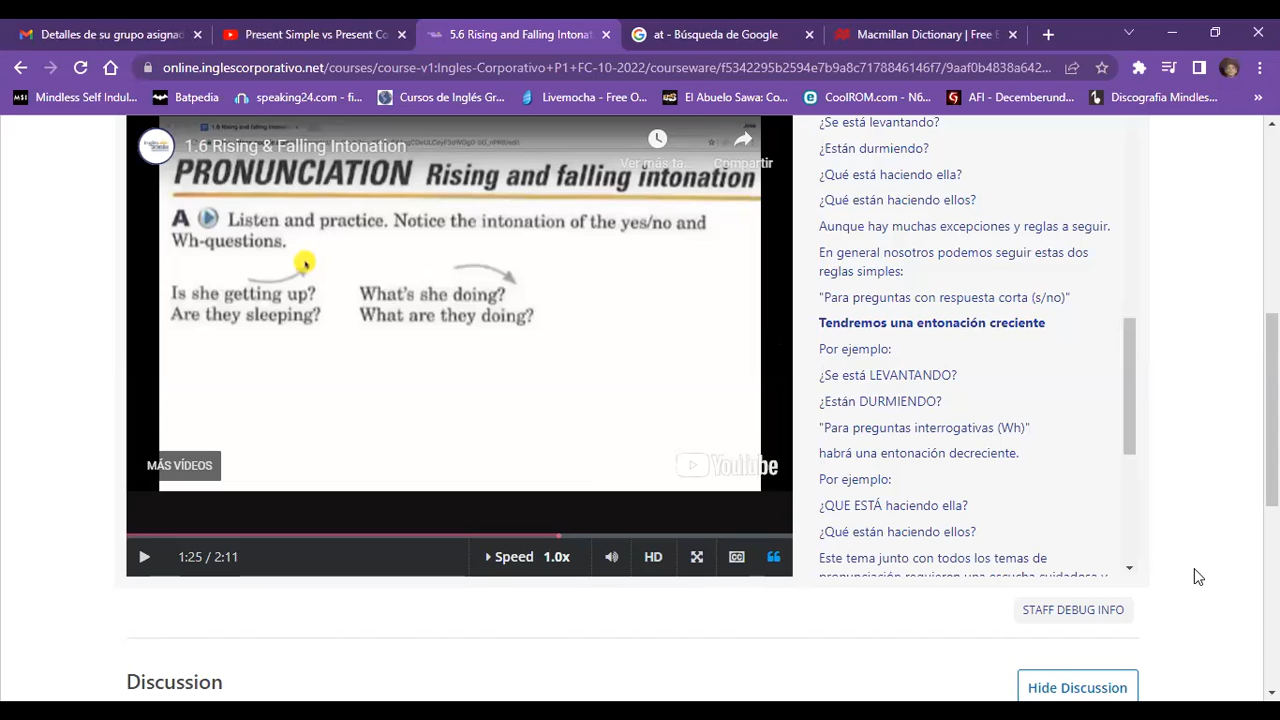 Detalles de su grupo asignad
Present Simple vs Present Co
5.6 Rising and Falling Intonat
at - Búsqueda de Google
Macmillan Dictionary | Free E
online.inglescorporativo.net/courses/course-v1:Ingles-Corporativo+P1+FC-10-2022/courseware/f5342295b2594e7b9a8c7178846146f7/9aaf0b4838a642...
Mindless Self Indul...
Batpedia
speaking24.com - fi...
Cursos de Inglés Gr...
Livemocha - Free O...
El Abuelo Sawa: Co...
CoolROM.com - N6...
AFI - Decemberund...
Discografia Mindles...
»
1.6 Rising & Falling Intonation
Ver más ta...
Compartir
PRONUNCIATION Rising and falling intonation
A Listen and practice. Notice the intonation of the yes/no and
Wh-questions.
Is she getting up? What's she doing?
Are they sleeping? What are they doing?
MÁS VÍDEOS
YouTube
1:25 / 2:11
Speed 1.0x
HD
CC
¿Se está levantando?
¿Están durmiendo?
¿Qué está haciendo ella?
¿Qué están haciendo ellos?
Aunque hay muchas excepciones y reglas a seguir.
En general nosotros podemos seguir estas dos
reglas simples:
"Para preguntas con respuesta corta (s/no)"
Tendremos una entonación creciente
Por ejemplo:
¿Se está LEVANTANDO?
¿Están DURMIENDO?
"Para preguntas interrogativas (Wh)"
habrá una entonación decreciente.
Por ejemplo:
¿QUE ESTÁ haciendo ella?
¿Qué están haciendo ellos?
Este tema junto con todos los temas de
pronunciación requieren una escucha cuidadosa y
STAFF DEBUG INFO
Discussion
Hide Discussion